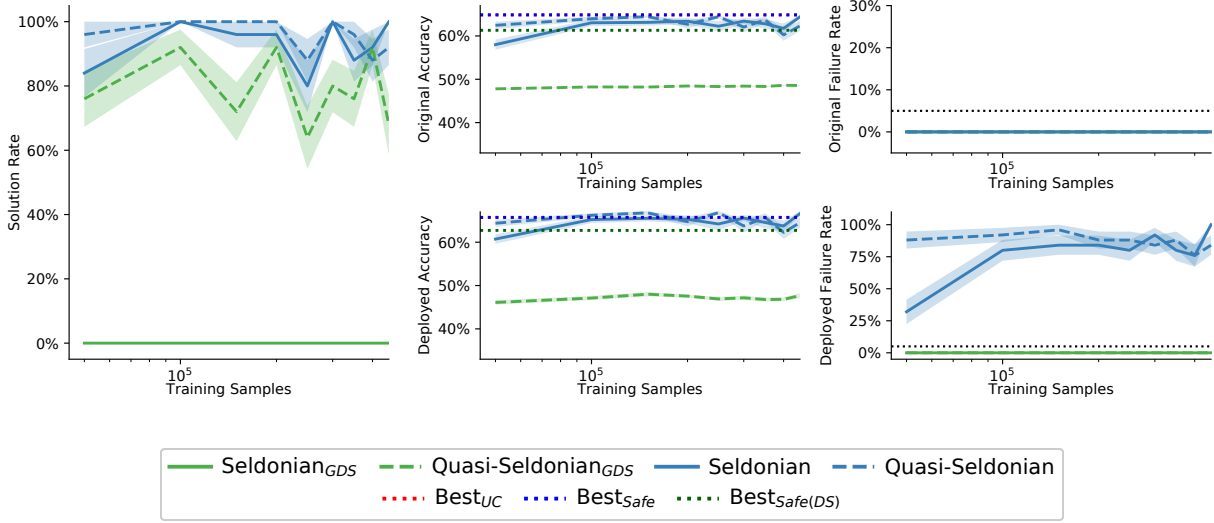 Solution Rate
100%
80%
60%
40%
20%
0%
10^5
Training Samples
Original Accuracy
60%
50%
40%
10^5
Training Samples
Original Failure Rate
30%
20%
10%
0%
10^5
Training Samples
Deployed Accuracy
60%
40%
10^5
Training Samples
Deployed Failure Rate
100%
75%
50%
25%
0%
10^5
Training Samples
Seldonian_GDS Quasi-Seldonian_GDS Seldonian Quasi-Seldonian
Best_UC Best_Safe Best_Safe(DS)